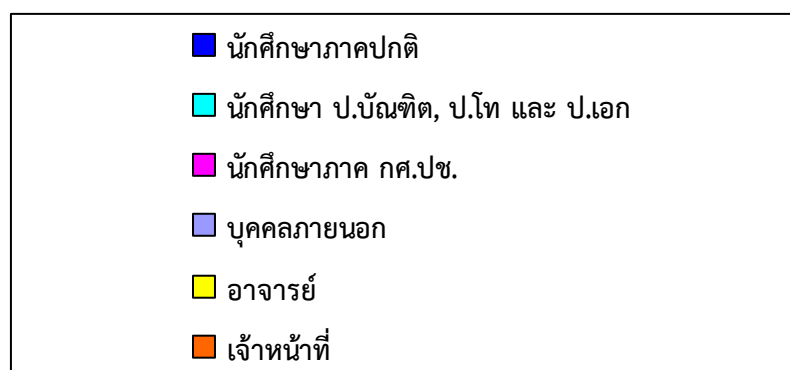 นักศึกษาภาคปกติ
นักศึกษา ป.บัณฑิต, ป.โท และ ป.เอก
นักศึกษาภาค กศ.ปช.
บุคคลภายนอก
อาจารย์
เจ้าหน้าที่